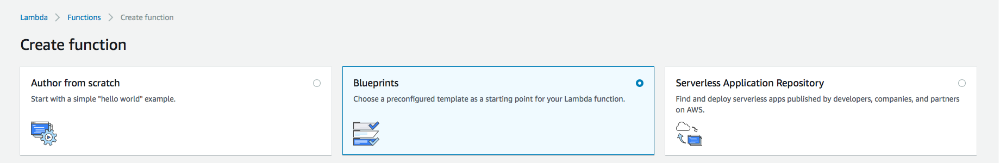 Lambda > Functions > Create function
Create function
Author from scratch
Start with a simple "hello world" example.
Blueprints
Choose a preconfigured template as a starting point for your Lambda function.
Serverless Application Repository
Find and deploy serverless apps published by developers, companies, and partners
on AWS.